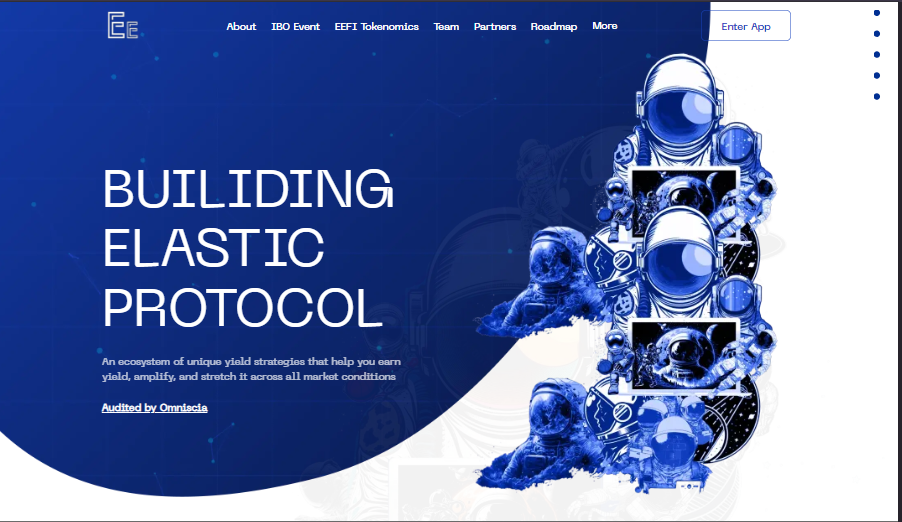 EE
About IBO Event EEFI Tokenomics Team Partners Roadmap More Enter App
BUILIDING
ELASTIC
PROTOCOL
An ecosystem of unique yield strategies that help you earn
yield, amplify, and stretch it across all market conditions
Audited by Omniscia